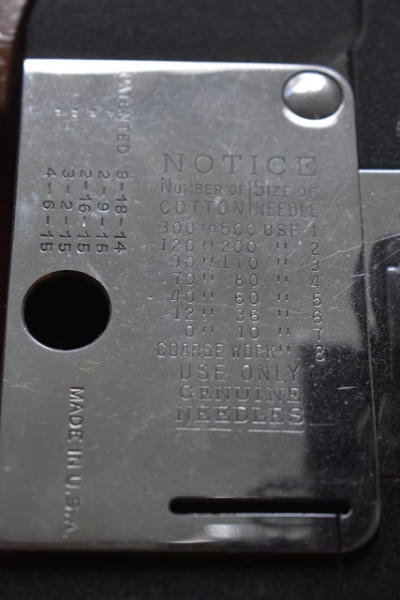 NOTICE
NUMBER OF SIZE OF
COTTON NEEDLE
300 TO 500 USE 1
120 " 200 " 2
90 " 110 " 3
70 " 80 " 4
40 " 60 " 5
12 " 36 " 6
0 " 10 " 7
COARSE WORK " 8
USE ONLY
GENUINE
NEEDLES
PATENTED 8-18-14
2-9-15
2-16-15
3-2-15
4-6-15
MADE IN U.S.A.